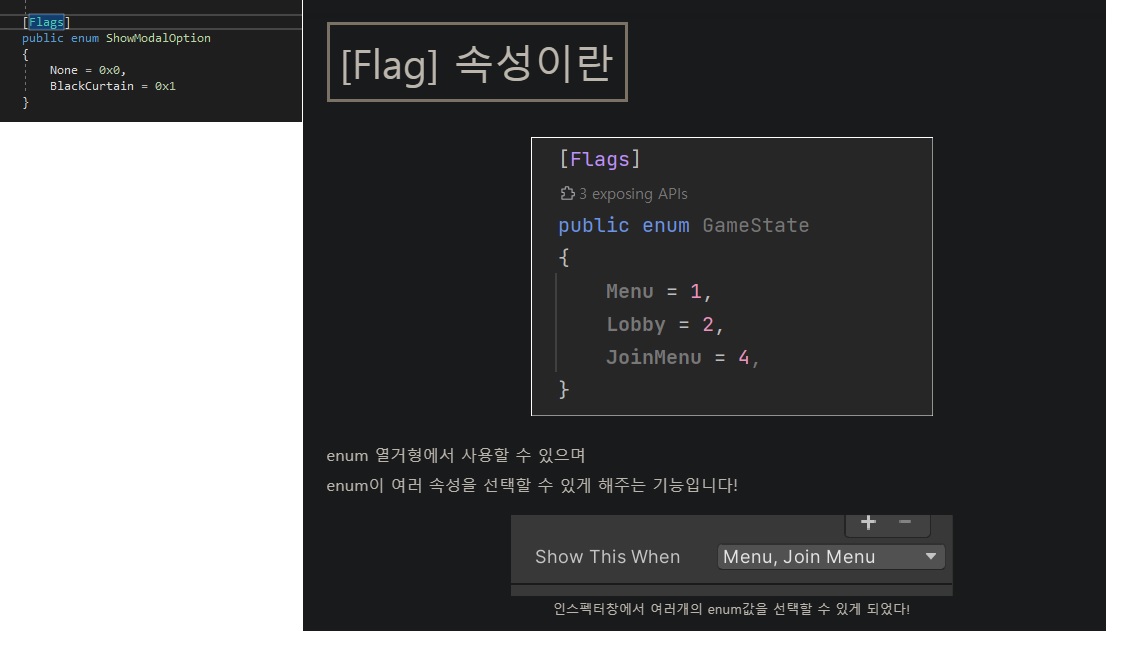 [Flags]
public enum ShowModalOption
{
None = 0x0,
BlackCurtain = 0x1
}
[Flag] 속성이란
[Flags]
3 exposing APIs
public enum GameState
{
Menu = 1,
Lobby = 2,
JoinMenu = 4,
}
enum 열거형에서 사용할 수 있으며
enum이 여러 속성을 선택할 수 있게 해주는 기능입니다!
+ −
Show This When Menu, Join Menu
인스펙터창에서 여러개의 enum값을 선택할 수 있게 되었다!